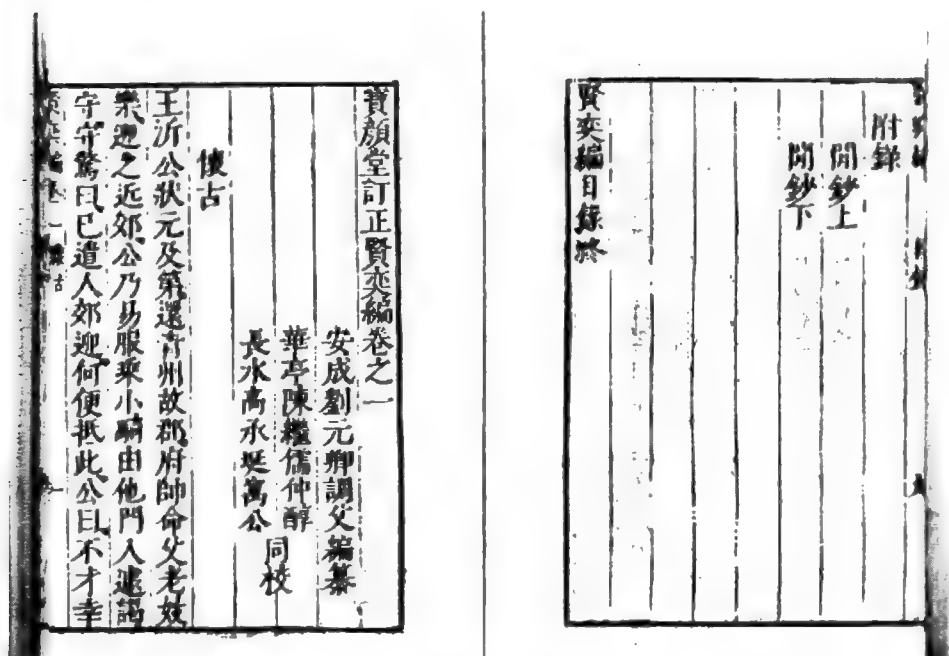 附錄
閒鈔上
閒鈔下
賢奕編目錄終
寶顏堂訂正賢奕編卷之一
安成劉元卿調父編纂
華亭陳繼儒仲醇
長水高承埏寓公
同校
懷古
王沂公狀元及第還青州故郡府帥命父老妓
樂迎之近郊公乃易服乘小騎由他門入遽謁
守守驚曰已遣人郊迎何便抵此公曰不才幸